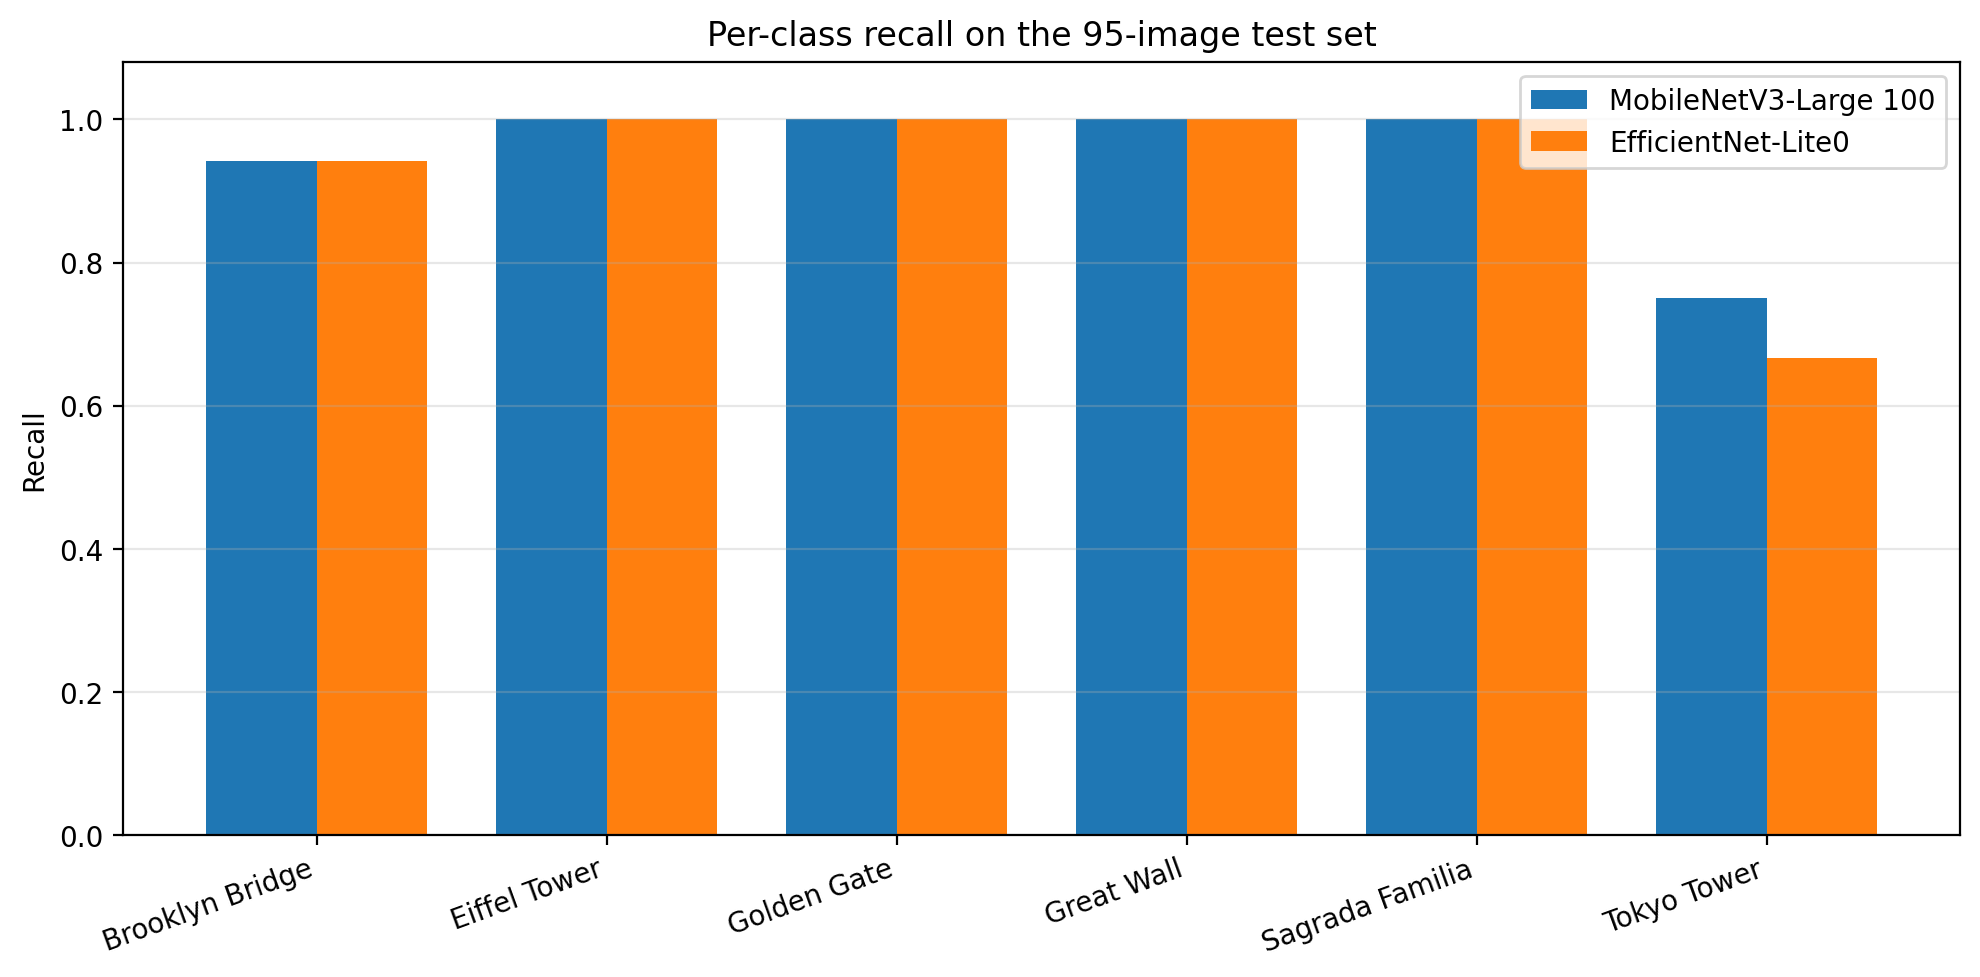 Per-class recall on the 95-image test set
MobileNetV3-Large 100
EfficientNet-Lite0
1.0
0.8
0.6
0.4
0.2
0.0
Recall
Brooklyn Bridge
Eiffel Tower
Golden Gate
Great Wall
Sagrada Familia
Tokyo Tower